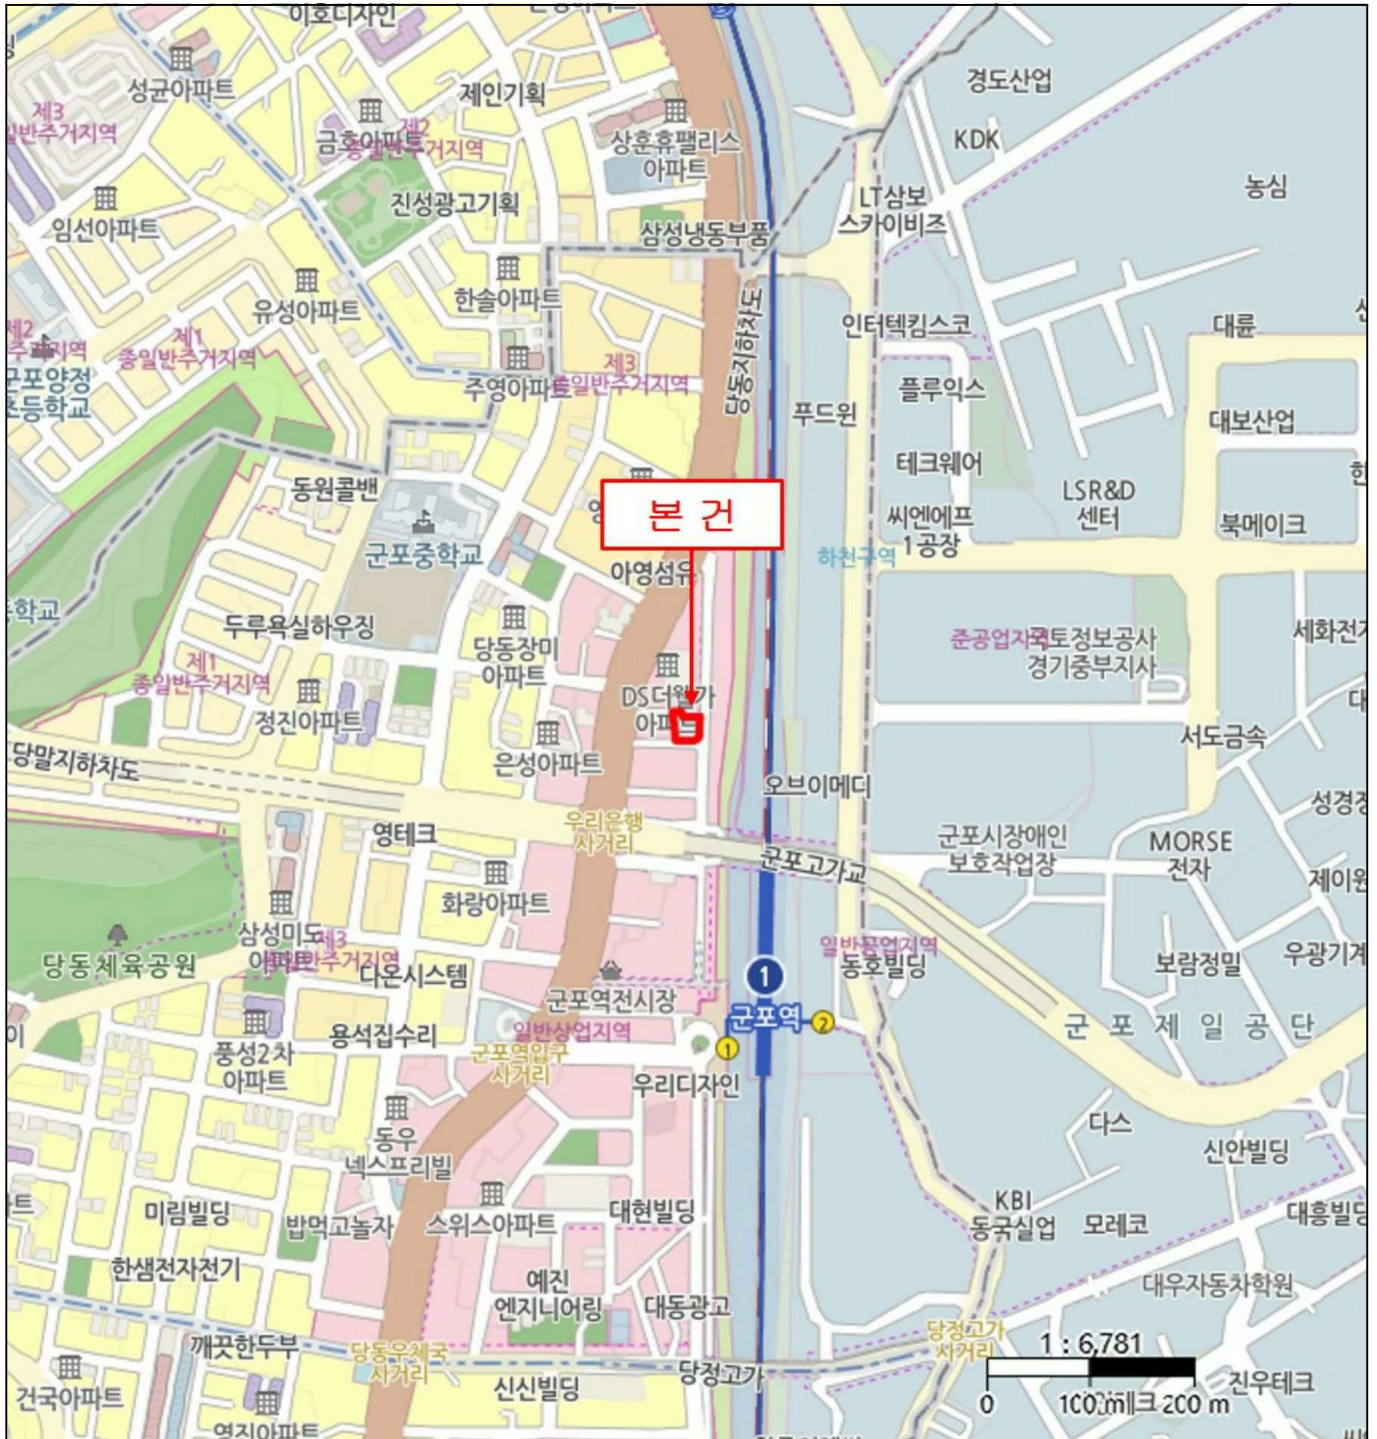 이호디자인
성균아파트
제인기획
경도산업
제3
일반주거지역
금호아파트
제2
종일반주거지역
상훈휴팰리스
아파트
KDK
농심
임선아파트
진성광고기획
LT삼보
스카이비즈
삼성냉동부품
유성아파트
한솔아파트
당동지하차도
인터텍킴스코
대륜
제2
제1
종일반주거지역
제3
종일반주거지역
주영아파트
군포양정
초등학교
플루익스
푸드윈
대보산업
테크웨어
동원콜밴
LSR&D
센터
본 건
씨엔에프
1공장
북메이크
군포중학교
하천구역
아영섬유
학교
두루욕실하우징
당동장미
아파트
준공업지역
국토정보공사
경기중부지사
세화전자
제1
종일반주거지역
DS더월가
아파트
정진아파트
은성아파트
서도금속
당말지하차도
오브이메디
우리은행
사거리
영테크
군포고가교
군포시장애인
보호작업장
MORSE
전자
화랑아파트
삼성미도
아파트
제3
종일반주거지역
당동체육공원
다온시스템
일반공업지역
동호빌딩
보람정밀
우광기계
1
군포역전시장
군포역
2
1
일반상업지역
용석집수리
군포역입구
사거리
군포제일공단
풍성2차
아파트
우리디자인
다스
동우
넥스프리빌
신안빌딩
미림빌딩
밥먹고놀자
스위스아파트
대현빌딩
KBI
동국실업
모레코
대흥빌딩
한샘전자전기
예진
엔지니어링
대동광고
대우자동차학원
깨끗한두부
당동우체국
사거리
당정고가
사거리
1 : 6,781
당정고가
건국아파트
신신빌딩
진우테크
0
100m
200 m
영진아파트